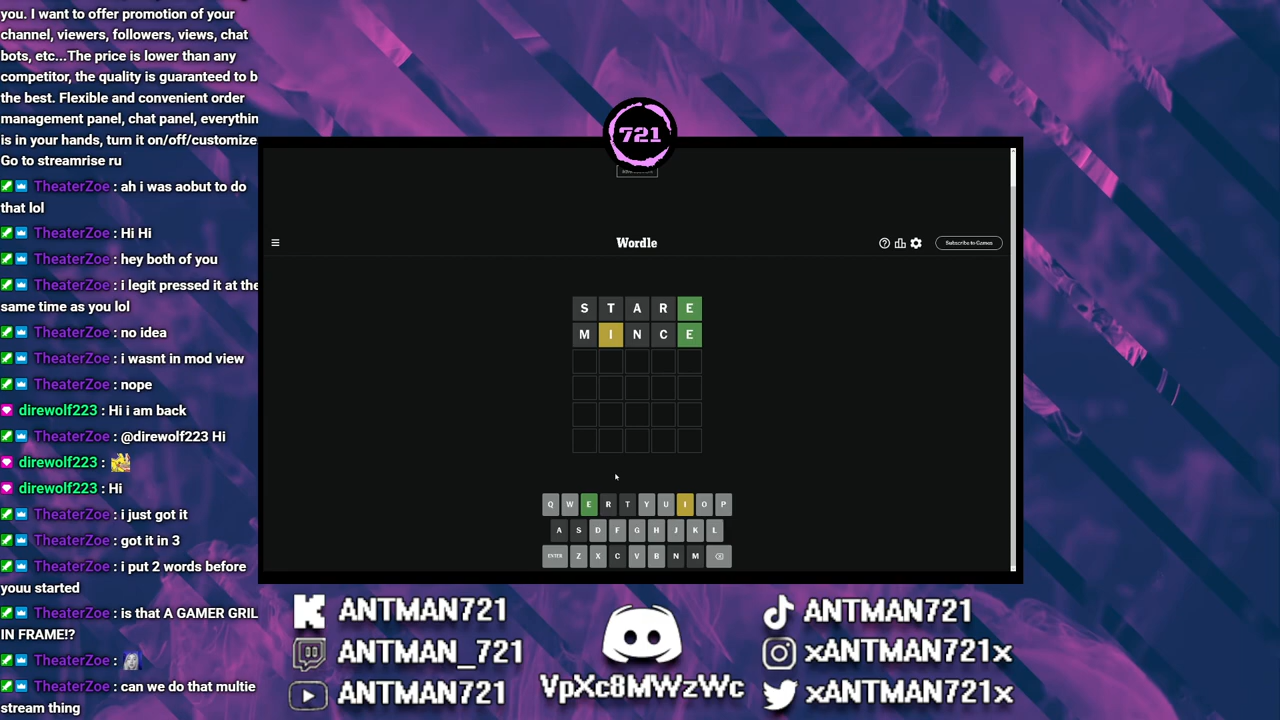 you. I want to offer promotion of your
channel, viewers, followers, views, chat
bots, etc...The price is lower than any
competitor, the quality is guaranteed to b
the best. Flexible and convenient order
management panel, chat panel, everythin
is in your hands, turn it on/off/customize
Go to streamrise ru
TheaterZoe : ah i was aobut to do
that lol
TheaterZoe : Hi Hi
TheaterZoe : hey both of you
TheaterZoe : i legit pressed it at the
same time as you lol
TheaterZoe : no idea
TheaterZoe : i wasnt in mod view
TheaterZoe : nope
direwolf223 : Hi i am back
TheaterZoe : @direwolf223 Hi
direwolf223 :
direwolf223 : Hi
TheaterZoe : i just got it
TheaterZoe : got it in 3
TheaterZoe : i put 2 words before
youu started
TheaterZoe : is that A GAMER GRIL
IN FRAME!?
TheaterZoe :
TheaterZoe : can we do that multie
stream thing
721
Wordle
Subscribe to Games
S T A R E
M I N C E
Q W E R T Y U I O P
A S D F G H J K L
ENTER Z X C V B N M
K ANTMAN721
ANTMAN_721
ANTMAN721
VpXc8MWzWc
ANTMAN721
xANTMAN721x
xANTMAN721x